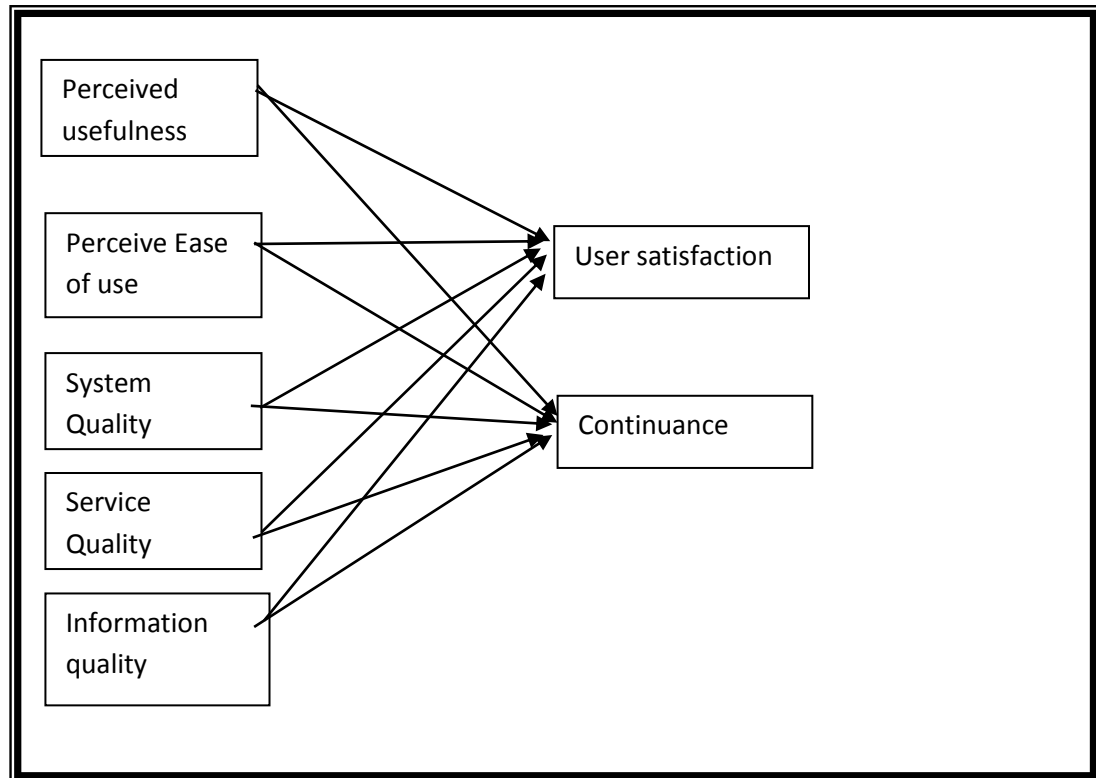 Perceived
usefulness
Perceive Ease
of use
User satisfaction
System
Quality
Continuance
Service
Quality
Information
quality